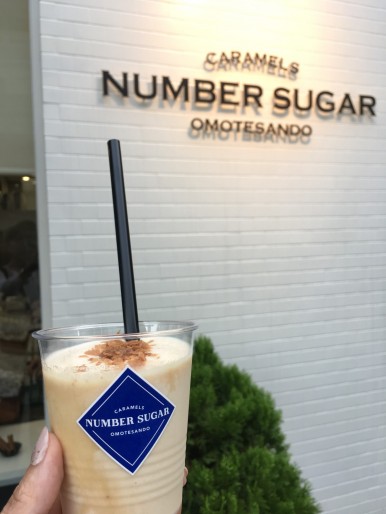 CARAMELS
NUMBER SUGAR
OMOTESANDO
CARAMELS
NUMBER SUGAR
OMOTESANDO